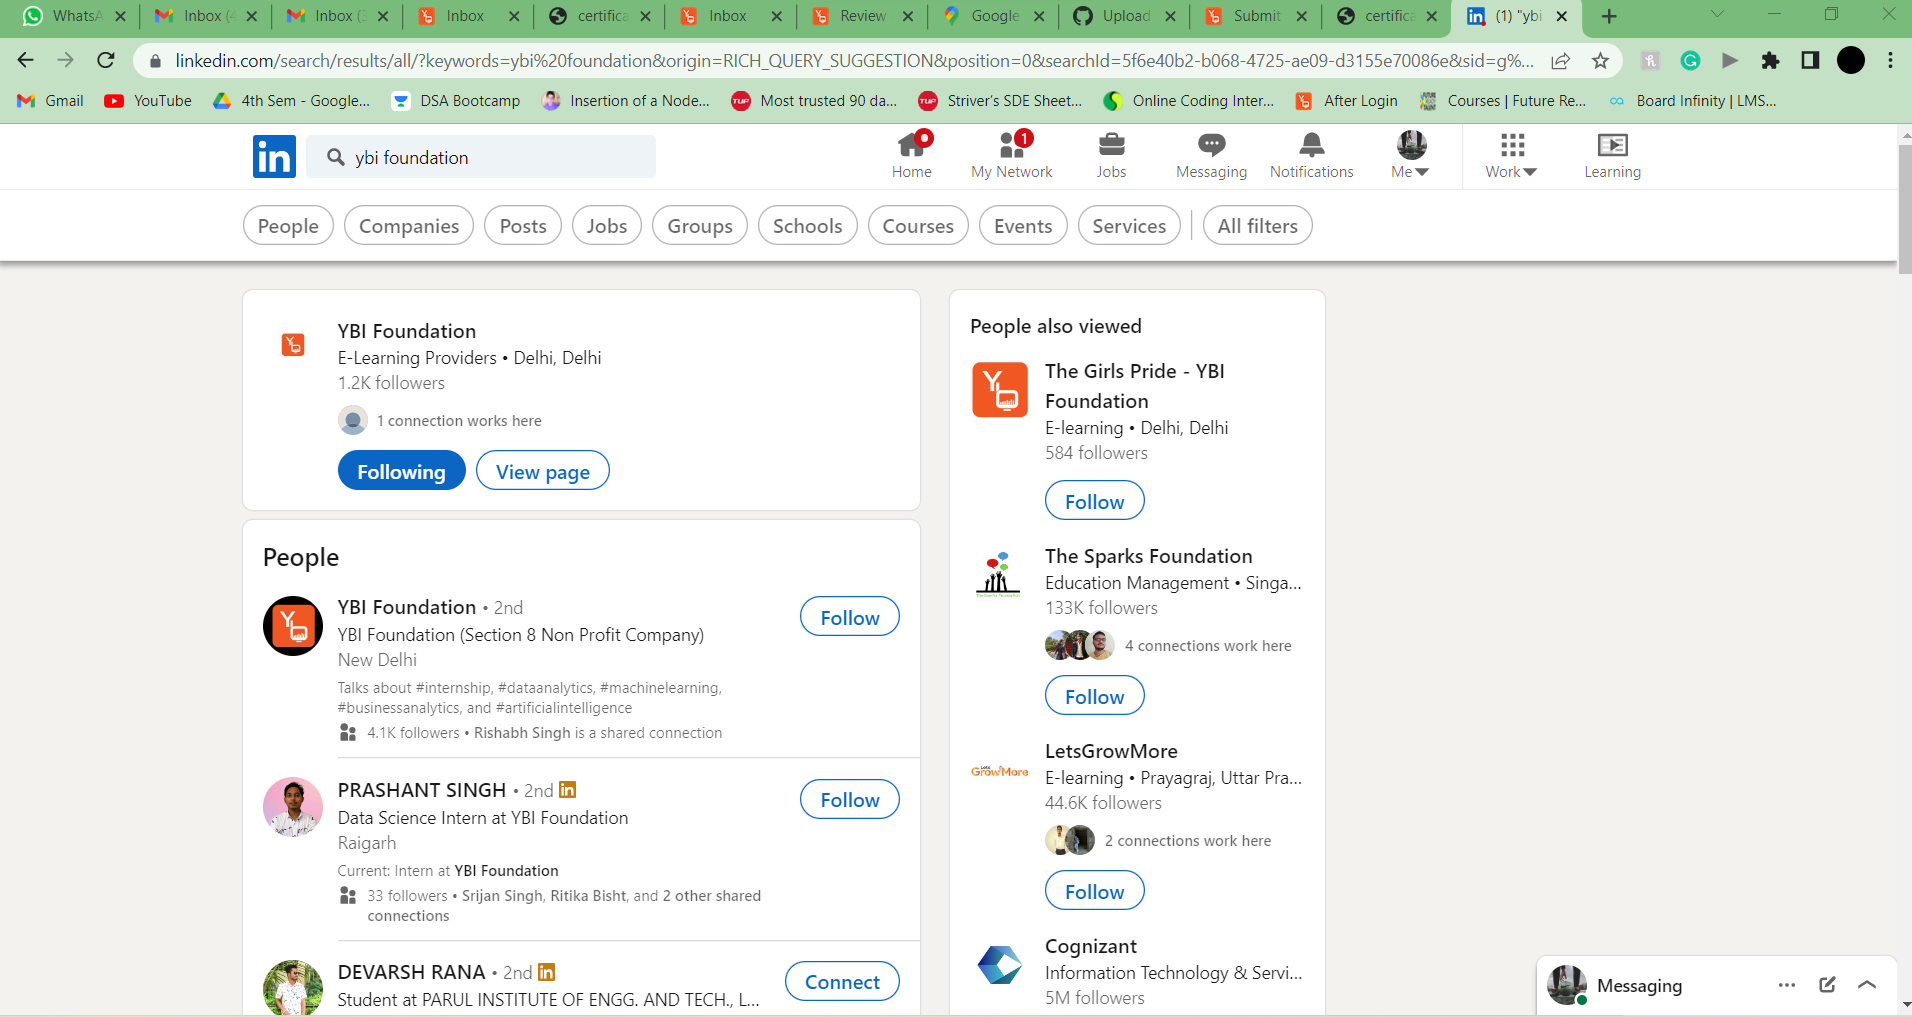 WhatsA
Inbox (4
Inbox (3
Inbox
certifica
Inbox
Review
Google
Upload
Submit
certifica
(1) "ybi
linkedin.com/search/results/all/?keywords=ybi%20foundation&origin=RICH_QUERY_SUGGESTION&position=0&searchId=5f6e40b2-b068-4725-ae09-d3155e70086e&sid=g%...
Gmail
YouTube
4th Sem - Google...
DSA Bootcamp
Insertion of a Node...
Most trusted 90 da...
Striver's SDE Sheet...
Online Coding Inter...
After Login
Courses | Future Re...
Board Infinity | LMS...
in
ybi foundation
Home
1
My Network
Jobs
Messaging
Notifications
Me
Work
Learning
People
Companies
Posts
Jobs
Groups
Schools
Courses
Events
Services
All filters
YBI Foundation
E-Learning Providers • Delhi, Delhi
1.2K followers
1 connection works here
Following
View page
People
YBI Foundation • 2nd
YBI Foundation (Section 8 Non Profit Company)
New Delhi
Talks about #internship, #dataanalytics, #machinelearning,
#businessanalytics, and #artificialintelligence
4.1K followers • Rishabh Singh is a shared connection
Follow
PRASHANT SINGH • 2nd in
Data Science Intern at YBI Foundation
Raigarh
Current: Intern at YBI Foundation
33 followers • Srijan Singh, Ritika Bisht, and 2 other shared
connections
Follow
DEVARSH RANA • 2nd in
Student at PARUL INSTITUTE OF ENGG. AND TECH., L...
Connect
People also viewed
The Girls Pride - YBI
Foundation
E-learning • Delhi, Delhi
584 followers
Follow
The Sparks Foundation
Education Management • Singa...
133K followers
4 connections work here
Follow
Lets
GrowMore
LetsGrowMore
E-learning • Prayagraj, Uttar Pra...
44.6K followers
2 connections work here
Follow
Cognizant
Information Technology & Servi...
5M followers
Messaging